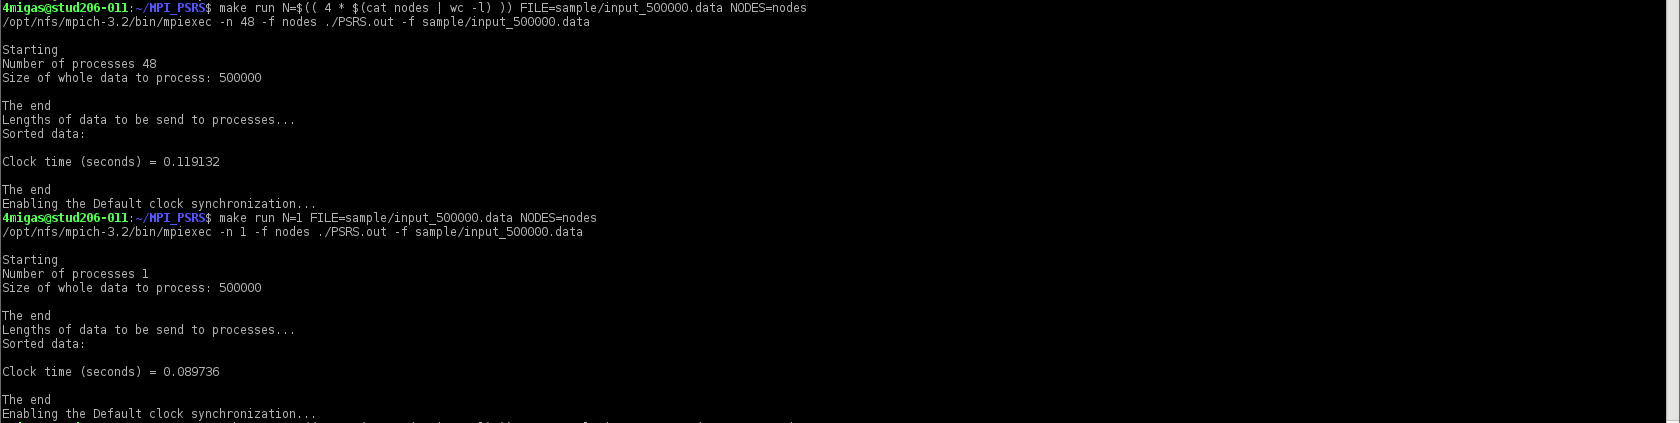 4migas@stud206-011:~/MPI_PSRS$ make run N=$(( 4 * $(cat nodes | wc -l) )) FILE=sample/input_500000.data NODES=nodes
/opt/nfs/mpich-3.2/bin/mpiexec -n 48 -f nodes ./PSRS.out -f sample/input_500000.data
Starting
Number of processes 48
Size of whole data to process: 500000
The end
Lengths of data to be send to processes...
Sorted data:
Clock time (seconds) = 0.119132
The end
Enabling the Default clock synchronization...
4migas@stud206-011:~/MPI_PSRS$ make run N=1 FILE=sample/input_500000.data NODES=nodes
/opt/nfs/mpich-3.2/bin/mpiexec -n 1 -f nodes ./PSRS.out -f sample/input_500000.data
Starting
Number of processes 1
Size of whole data to process: 500000
The end
Lengths of data to be send to processes...
Sorted data:
Clock time (seconds) = 0.089736
The end
Enabling the Default clock synchronization...